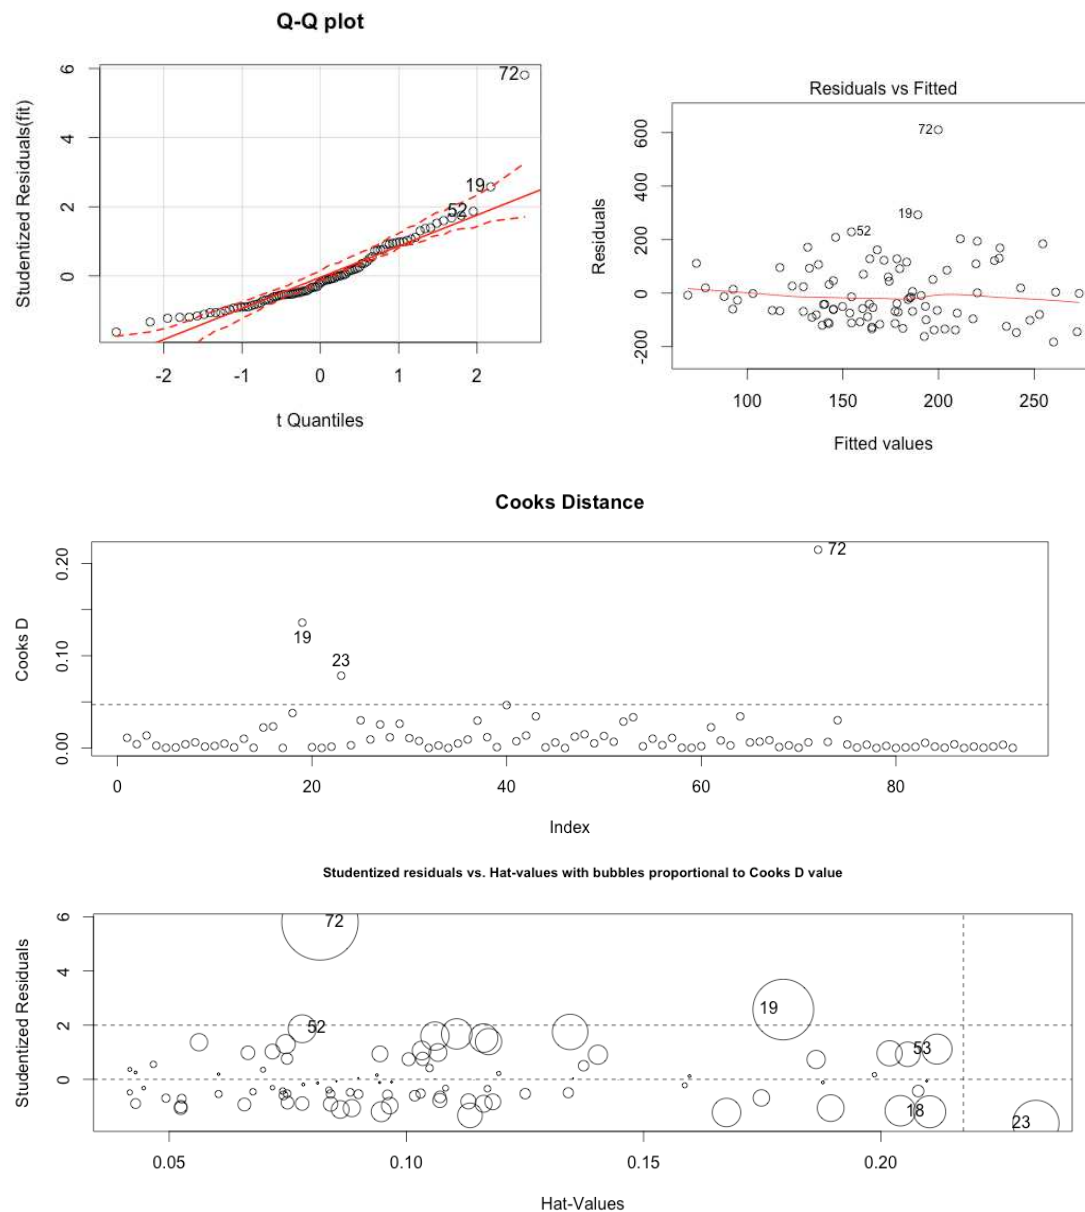 Q-Q plot
Studentized Residuals(fit)
6
4
2
0
72
19
52
-2 -1 0 1 2
t Quantiles
Residuals vs Fitted
Residuals
600
400
200
0
-200
72
19
52
100 150 200 250
Fitted values
Cooks Distance
Cooks D
0.20
0.10
0.00
72
19
23
0 20 40 60 80
Index
Studentized residuals vs. Hat-values with bubbles proportional to Cooks D value
Studentized Residuals
6
4
2
0
72
19
52
53
18
23
0.05 0.10 0.15 0.20
Hat-Values